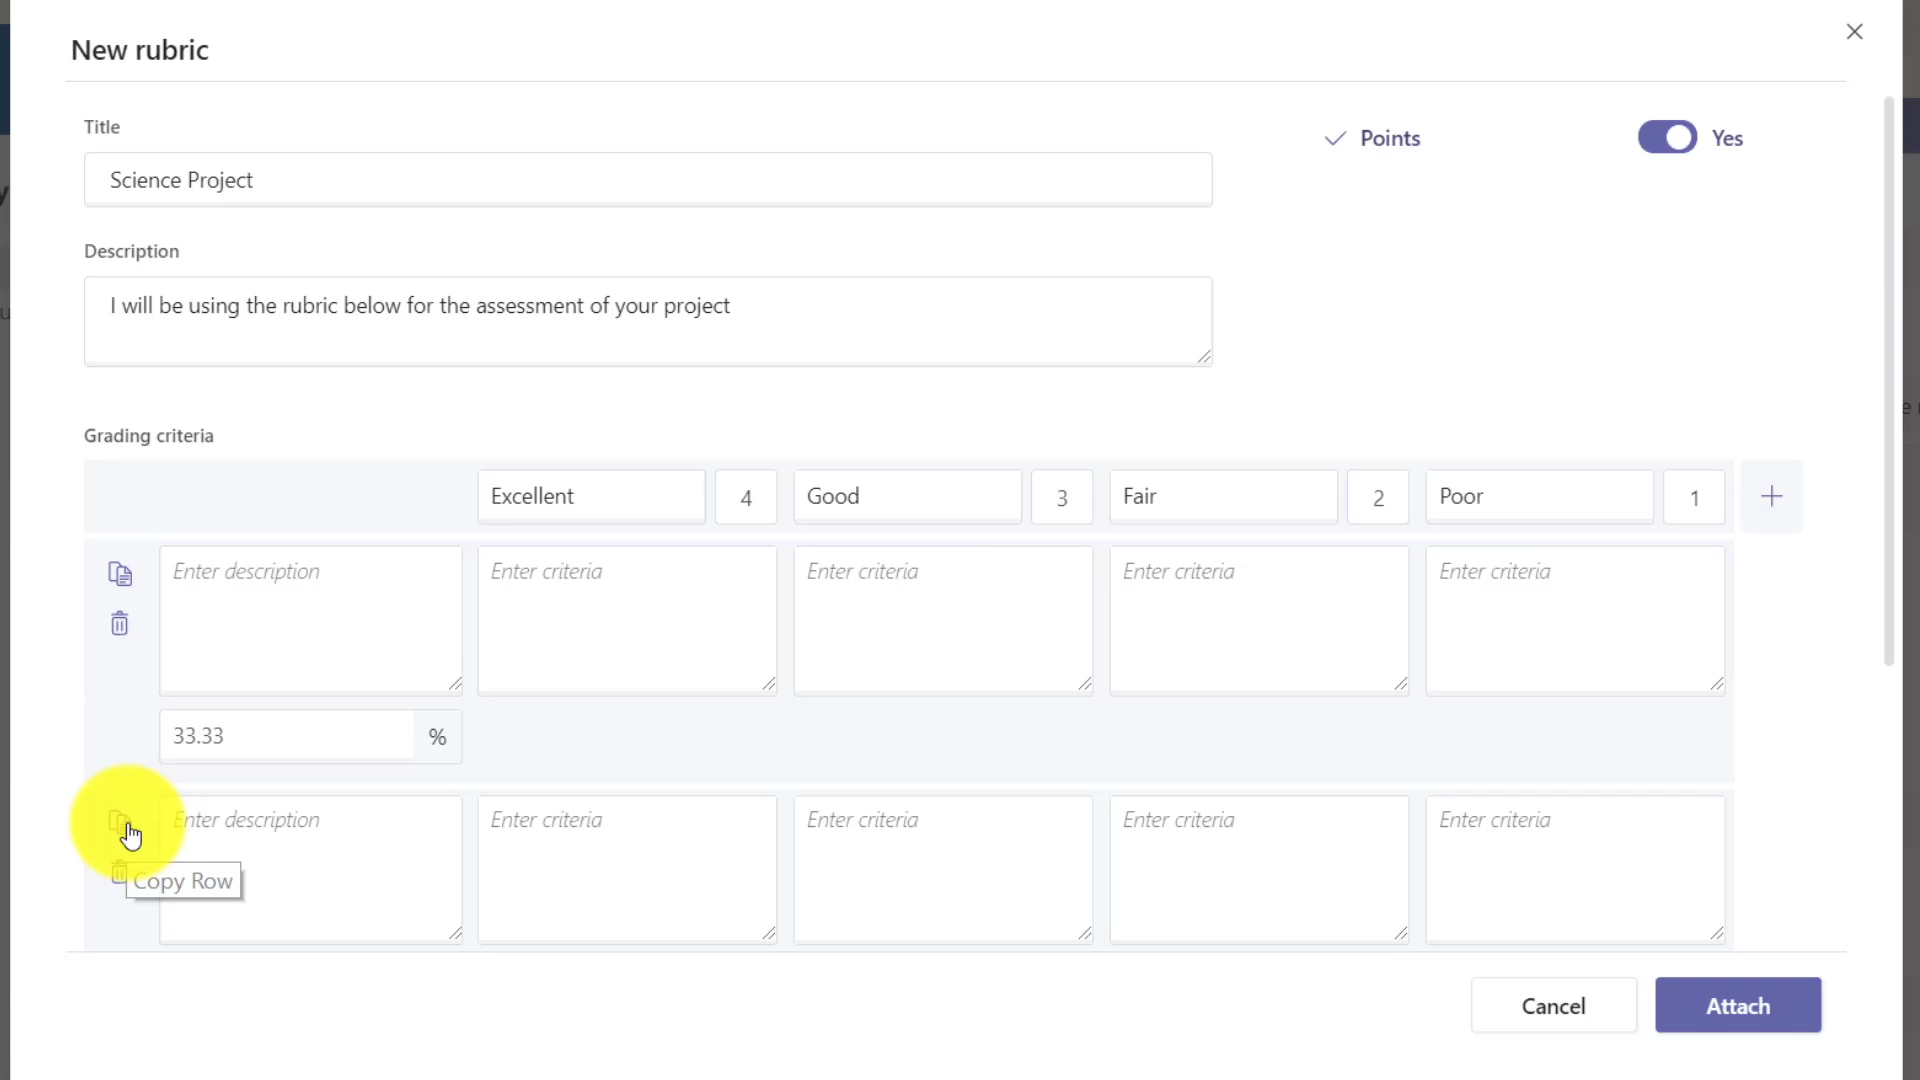 New rubric
Title
Points
Yes
Science Project
Description
I will be using the rubric below for the assessment of your project
Grading criteria
Excellent 4 Good 3 Fair 2 Poor 1
Enter description Enter criteria Enter criteria Enter criteria Enter criteria
33.33 %
Enter description Enter criteria Enter criteria Enter criteria Enter criteria
Copy Row
Cancel Attach